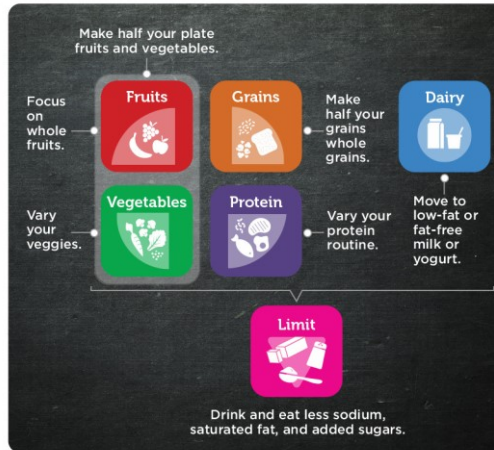 Make half your plate
fruits and vegetables.
Fruits
Grains
Dairy
Focus
on
whole
fruits.
Make
half your
grains
whole
grains.
Vegetables
Protein
Vary
your
veggies.
Vary your
protein
routine.
Move to
low-fat or
fat-free
milk or
yogurt.
Limit
Drink and eat less sodium,
saturated fat, and added sugars.